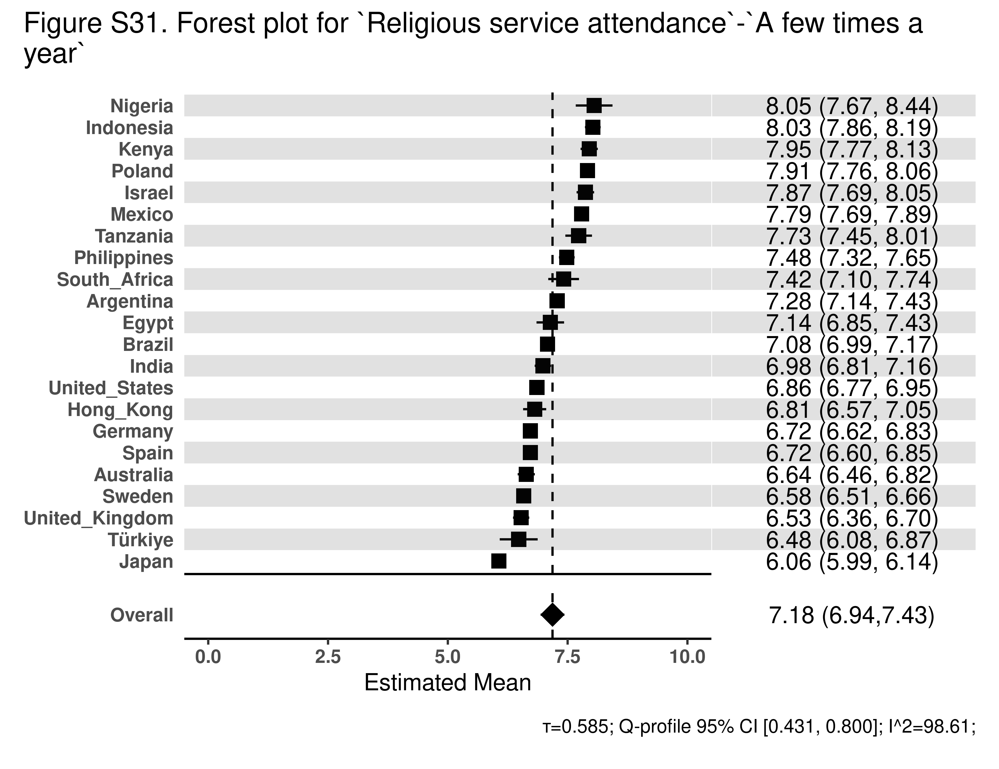 Figure S31. Forest plot for `Religious service attendance`-`A few times a
year`
Nigeria 8.05 (7.67, 8.44)
Indonesia 8.03 (7.86, 8.19)
Kenya 7.95 (7.77, 8.13)
Poland 7.91 (7.76, 8.06)
Israel 7.87 (7.69, 8.05)
Mexico 7.79 (7.69, 7.89)
Tanzania 7.73 (7.45, 8.01)
Philippines 7.48 (7.32, 7.65)
South_Africa 7.42 (7.10, 7.74)
Argentina 7.28 (7.14, 7.43)
Egypt 7.14 (6.85, 7.43)
Brazil 7.08 (6.99, 7.17)
India 6.98 (6.81, 7.16)
United_States 6.86 (6.77, 6.95)
Hong_Kong 6.81 (6.57, 7.05)
Germany 6.72 (6.62, 6.83)
Spain 6.72 (6.60, 6.85)
Australia 6.64 (6.46, 6.82)
Sweden 6.58 (6.51, 6.66)
United_Kingdom 6.53 (6.36, 6.70)
Türkiye 6.48 (6.08, 6.87)
Japan 6.06 (5.99, 6.14)
Overall 7.18 (6.94,7.43)
0.0 2.5 5.0 7.5 10.0
Estimated Mean
τ=0.585; Q-profile 95% CI [0.431, 0.800]; I^2=98.61;